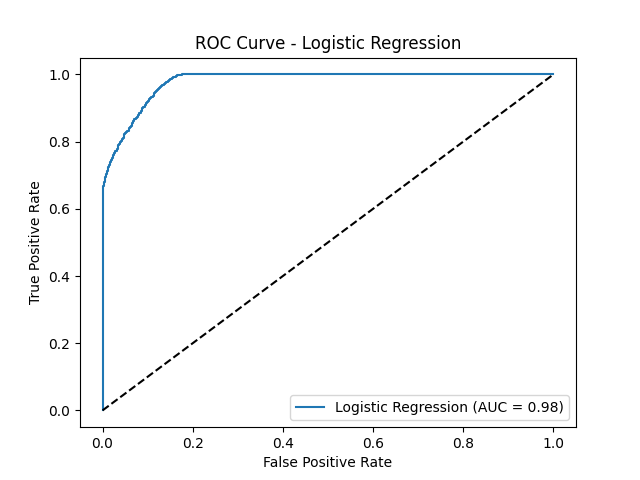 ROC Curve - Logistic Regression
1.0
0.8
0.6
0.4
0.2
0.0
True Positive Rate
Logistic Regression (AUC = 0.98)
0.0 0.2 0.4 0.6 0.8 1.0
False Positive Rate